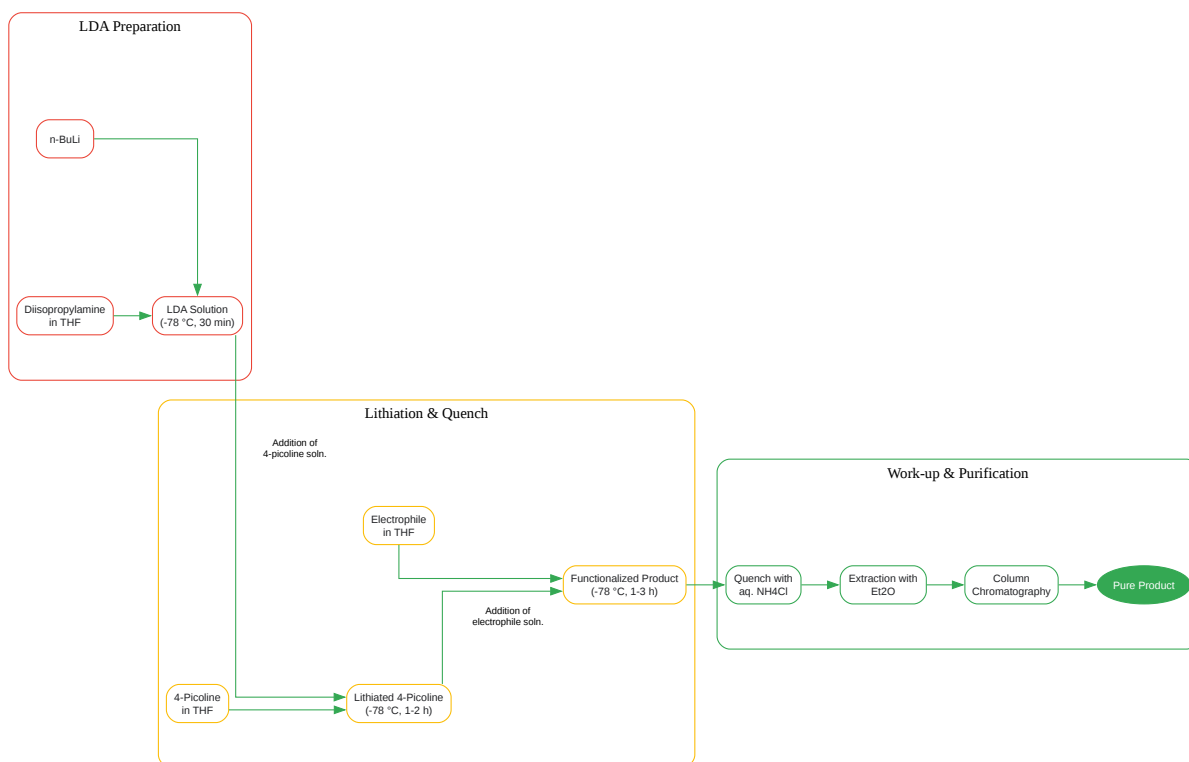 LDA Preparation
n-BuLi
Diisopropylamine
in THF
LDA Solution
(-78 °C, 30 min)
Lithiation & Quench
Addition of
4-picoline soln.
Electrophile
in THF
Functionalized Product
(-78 °C, 1-3 h)
Addition of
electrophile soln.
4-Picoline
in THF
Lithiated 4-Picoline
(-78 °C, 1-2 h)
Work-up & Purification
Quench with
aq. NH4Cl
Extraction with
Et2O
Column
Chromatography
Pure Product